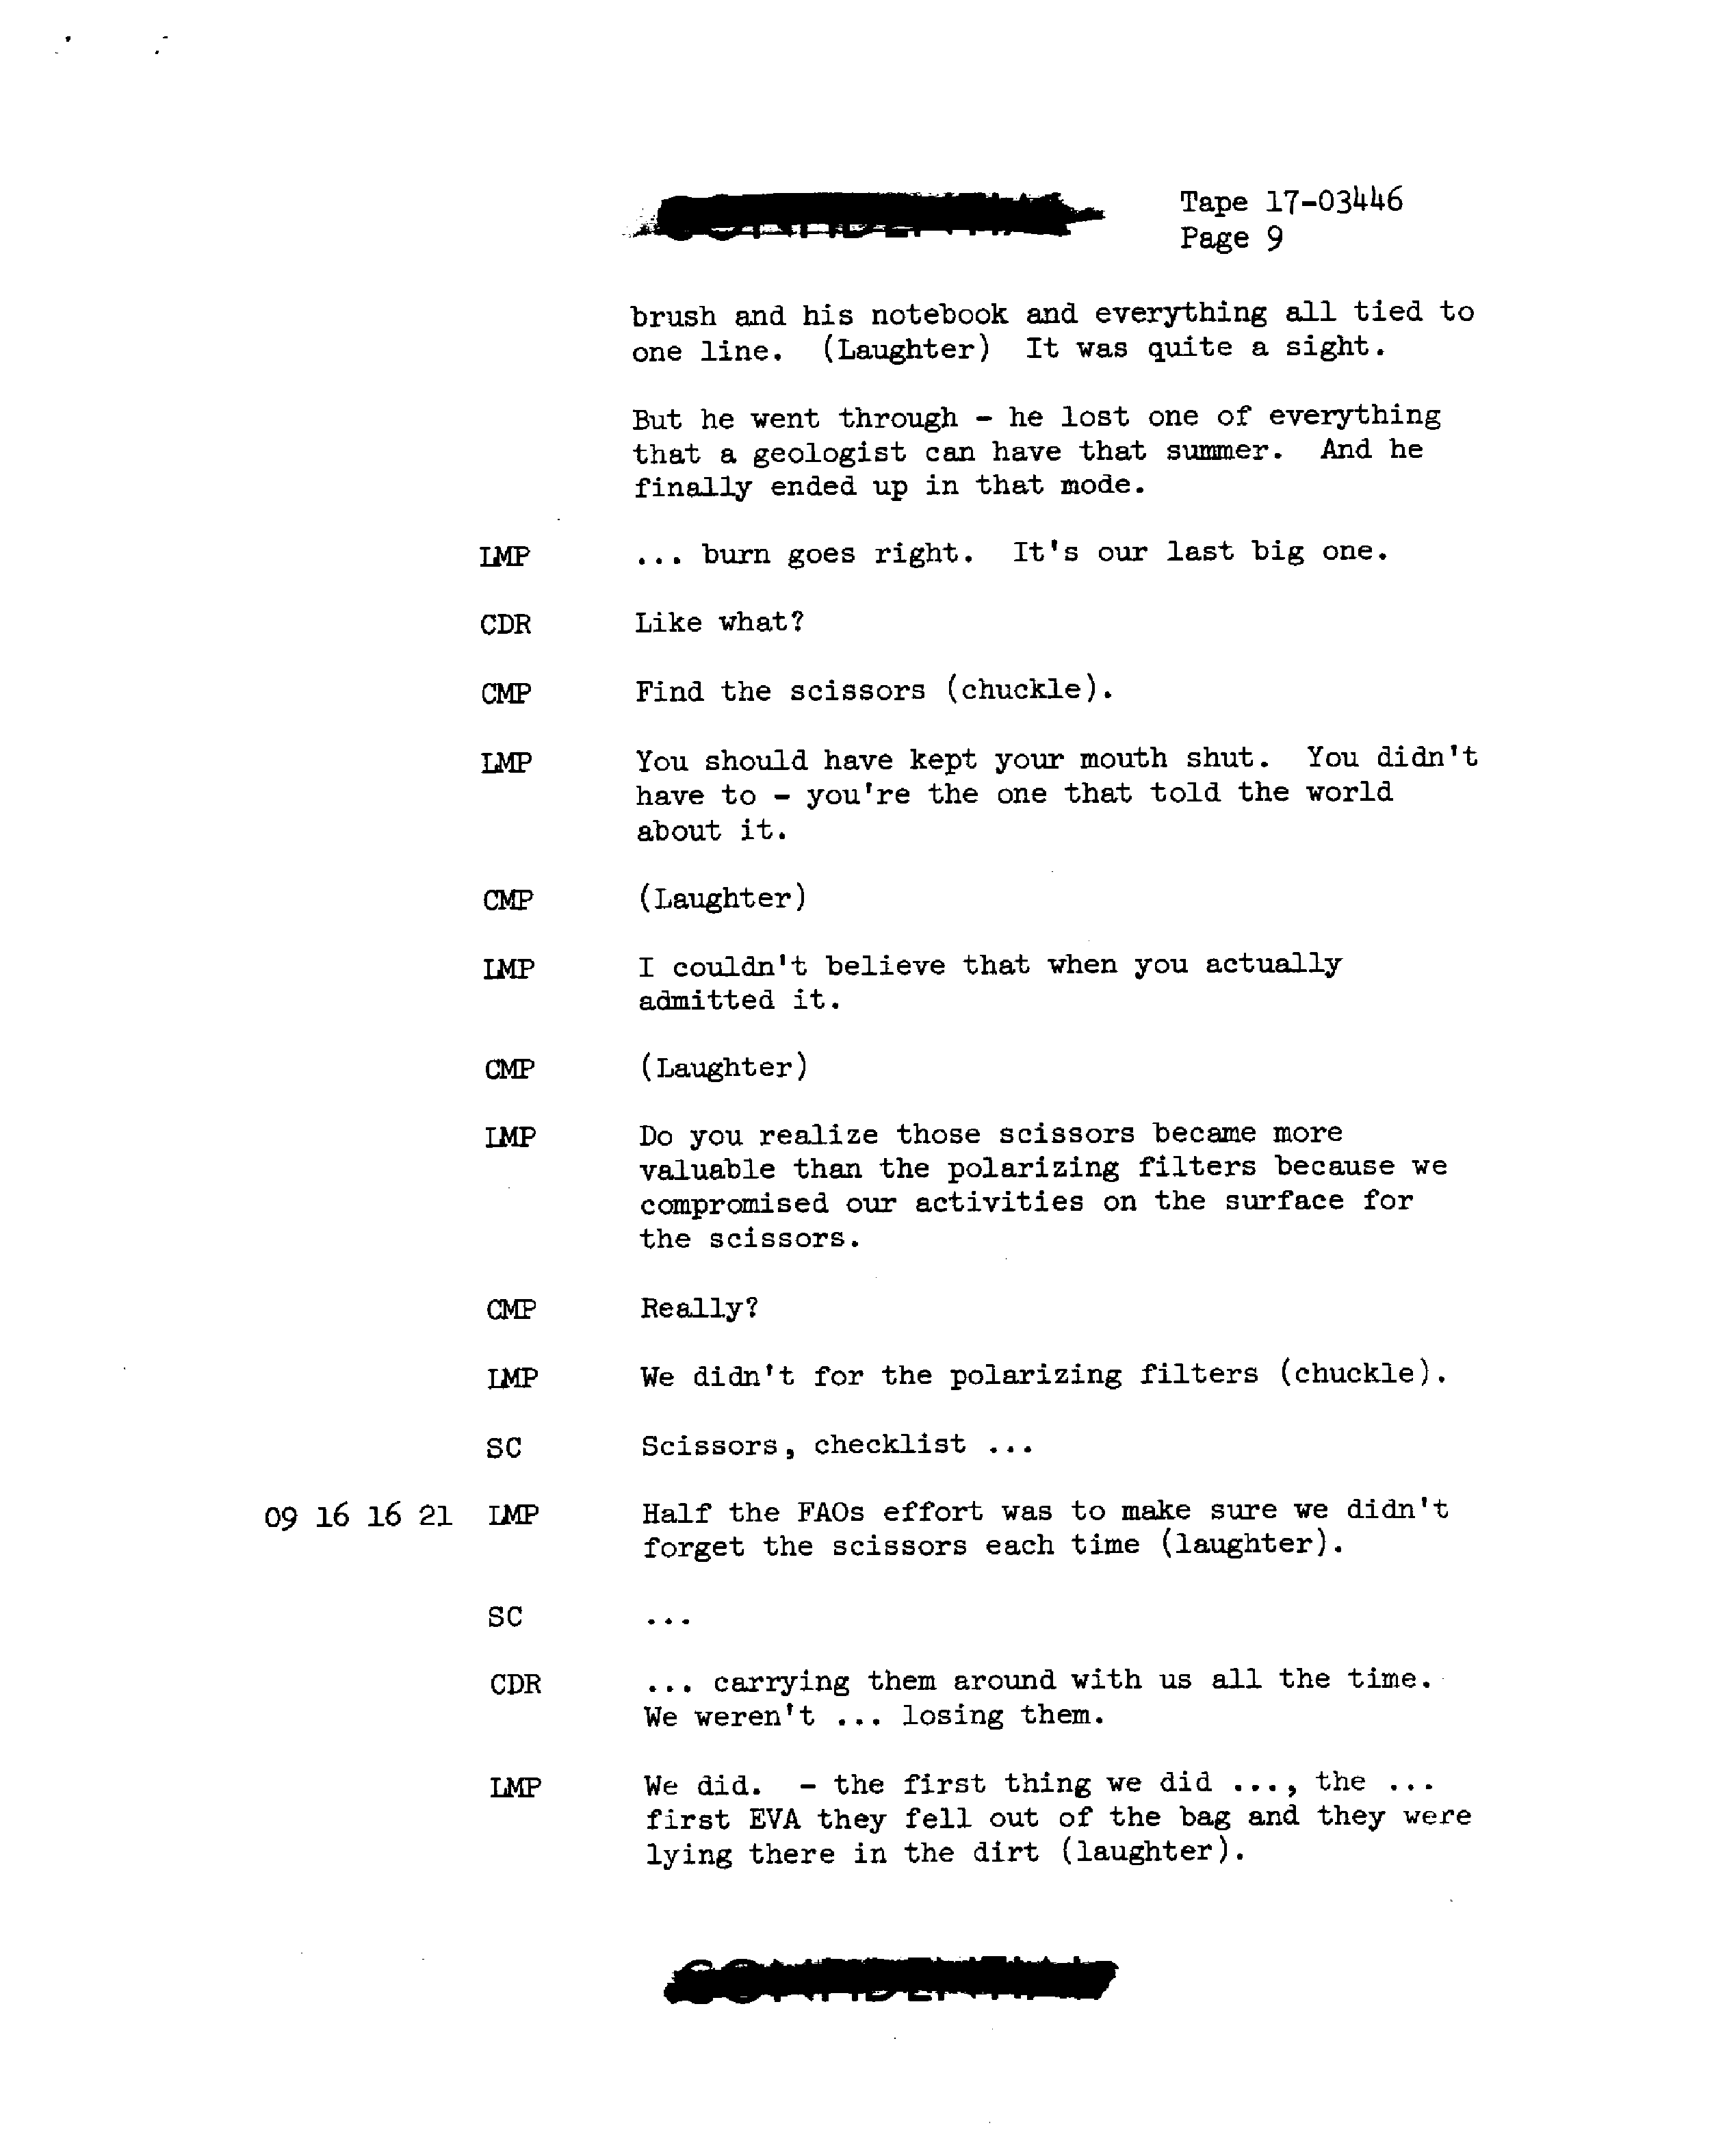 Tape 17-03446
Page 9
brush and his notebook and everything all tied to
one line. (Laughter) It was quite a sight.
But he went through - he lost one of everything
that a geologist can have that summer. And he
finally ended up in that mode.
LMP ... burn goes right. It's our last big one.
CDR Like what?
CMP Find the scissors (chuckle).
LMP You should have kept your mouth shut. You didn't
have to - you're the one that told the world
about it.
CMP (Laughter)
LMP I couldn't believe that when you actually
admitted it.
CMP (Laughter)
LMP Do you realize those scissors became more
valuable than the polarizing filters because we
compromised our activities on the surface for
the scissors.
CMP Really?
LMP We didn't for the polarizing filters (chuckle).
SC Scissors, checklist ...
09 16 16 21 LMP Half the FAOs effort was to make sure we didn't
forget the scissors each time (laughter).
SC ...
CDR ... carrying them around with us all the time.
We weren't ... losing them.
LMP We did. - the first thing we did ..., the ...
first EVA they fell out of the bag and they were
lying there in the dirt (laughter).